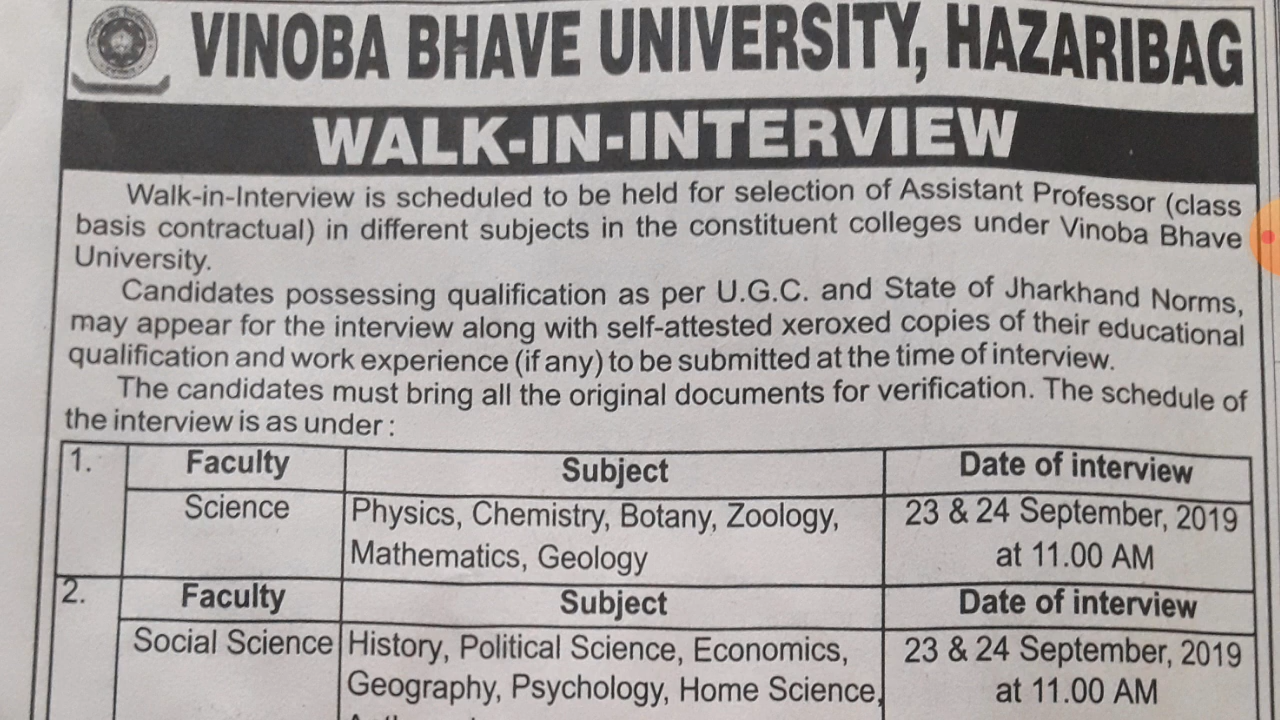 VINOBA BHAVE UNIVERSITY, HAZARIBAG
WALK-IN-INTERVIEW
Walk-in-Interview is scheduled to be held for selection of Assistant Professor (class
basis contractual) in different subjects in the constituent colleges under Vinoba Bhave
University.
Candidates possessing qualification as per U.G.C. and State of Jharkhand Norms,
may appear for the interview along with self-attested xeroxed copies of their educational
qualification and work experience (if any) to be submitted at the time of interview.
The candidates must bring all the original documents for verification. The schedule of
the interview is as under :
1. Faculty Subject Date of interview
Science Physics, Chemistry, Botany, Zoology, 23 & 24 September, 2019
Mathematics, Geology at 11.00 AM
2. Faculty Subject Date of interview
Social Science History, Political Science, Economics, 23 & 24 September, 2019
Geography, Psychology, Home Science, at 11.00 AM